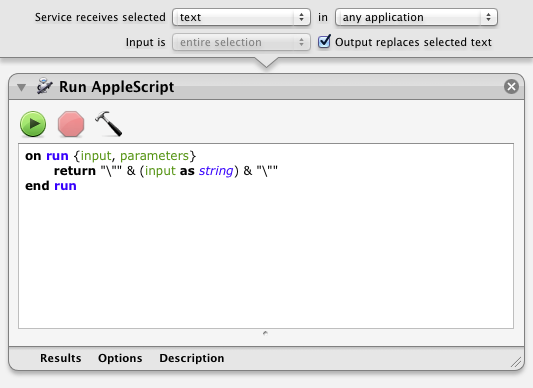 Service receives selected text in any application
Input is entire selection Output replaces selected text
Run AppleScript
on run {input, parameters}
return "\"" & (input as string) & "\""
end run
Results Options Description